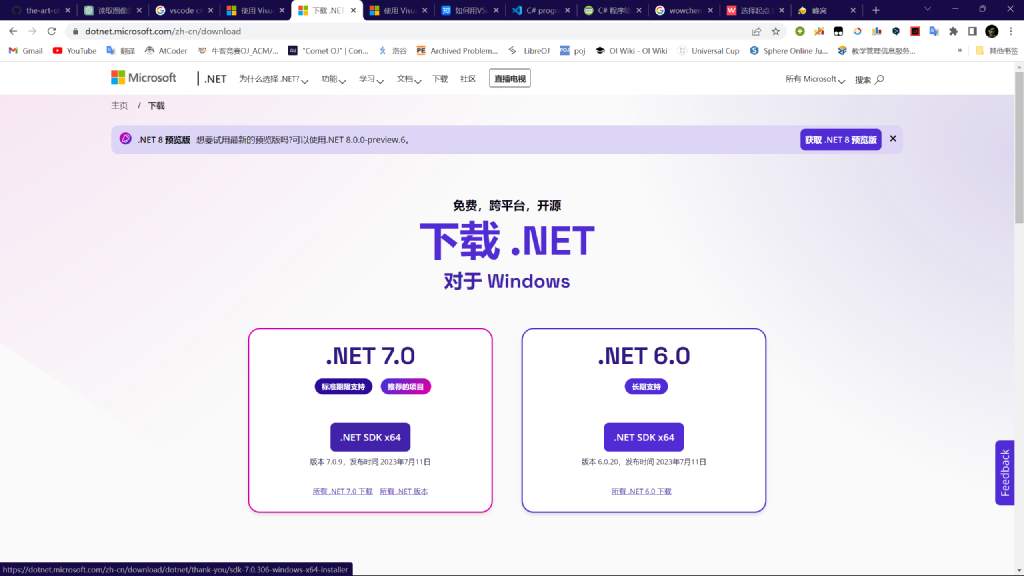 the-art-o
读取图像
vscode c#
使用 Visu
下载 .NET
使用 Visu
如何用VS
C# progr
C# 程序
wowchem
选择起点
蜂窝
dotnet.microsoft.com/zh-cn/download
Gmail
YouTube
翻译
AtCoder
牛客竞赛OJ_ACM/...
"Comet OJ" | Con...
洛谷
Archived Problem...
LibreOJ
poj
OI Wiki - OI Wiki
Universal Cup
Sphere Online Ju...
教学管理信息服务...
»
其他书签
Microsoft
.NET
为什么选择 .NET?
功能
学习
文档
下载
社区
直播电视
所有 Microsoft
搜索
主页 / 下载
.NET 8 预览版 想要试用最新的预览版吗?可以使用.NET 8.0.0-preview.6。
获取 .NET 8 预览版
免费，跨平台，开源
下载 .NET
对于 Windows
.NET 7.0
标准期限支持
推荐的项目
.NET SDK x64
版本 7.0.9，发布时间 2023年7月11日
所有 .NET 7.0 下载
所有 .NET 版本
.NET 6.0
长期支持
.NET SDK x64
版本 6.0.20，发布时间 2023年7月11日
所有 .NET 6.0 下载
Feedback
https://dotnet.microsoft.com/zh-cn/download/dotnet/thank-you/sdk-7.0.306-windows-x64-installer